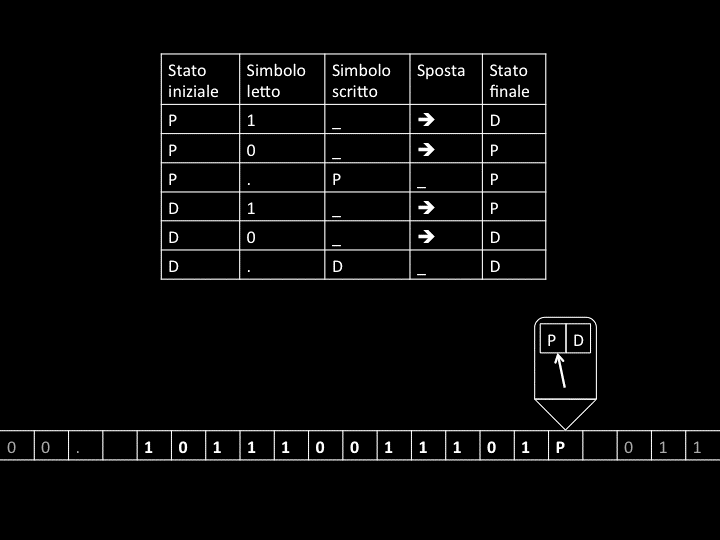 Stato iniziale Simbolo letto Simbolo scritto Sposta Stato finale
P 1 _ ➔ D
P 0 _ ➔ P
P . P _ P
D 1 _ ➔ P
D 0 _ ➔ D
D . D _ D
P D
0 0 . 1 0 1 1 1 0 0 1 1 1 0 1 P 0 1 1